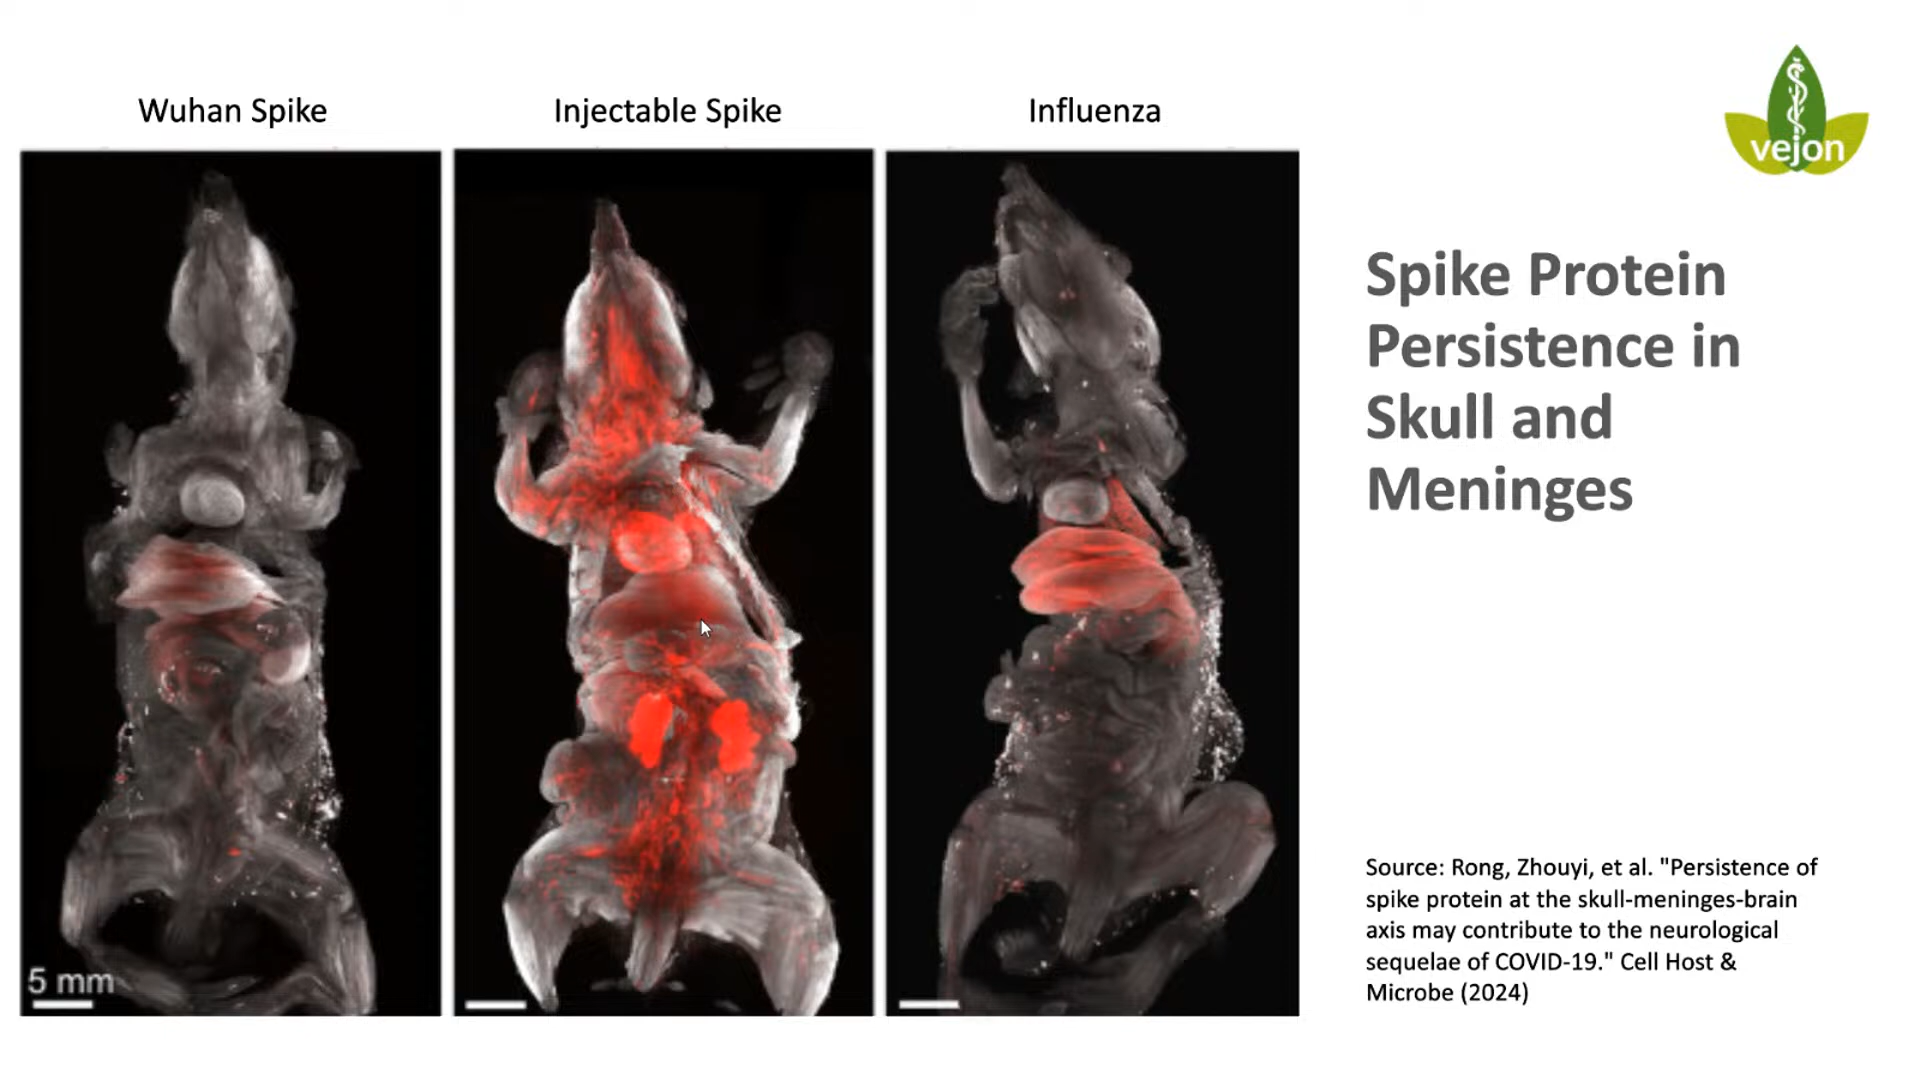 Wuhan Spike
Injectable Spike
Influenza
vejon
Spike Protein
Persistence in
Skull and
Meninges
5 mm
Source: Rong, Zhouyi, et al. "Persistence of
spike protein at the skull-meninges-brain
axis may contribute to the neurological
sequelae of COVID-19." Cell Host &
Microbe (2024)